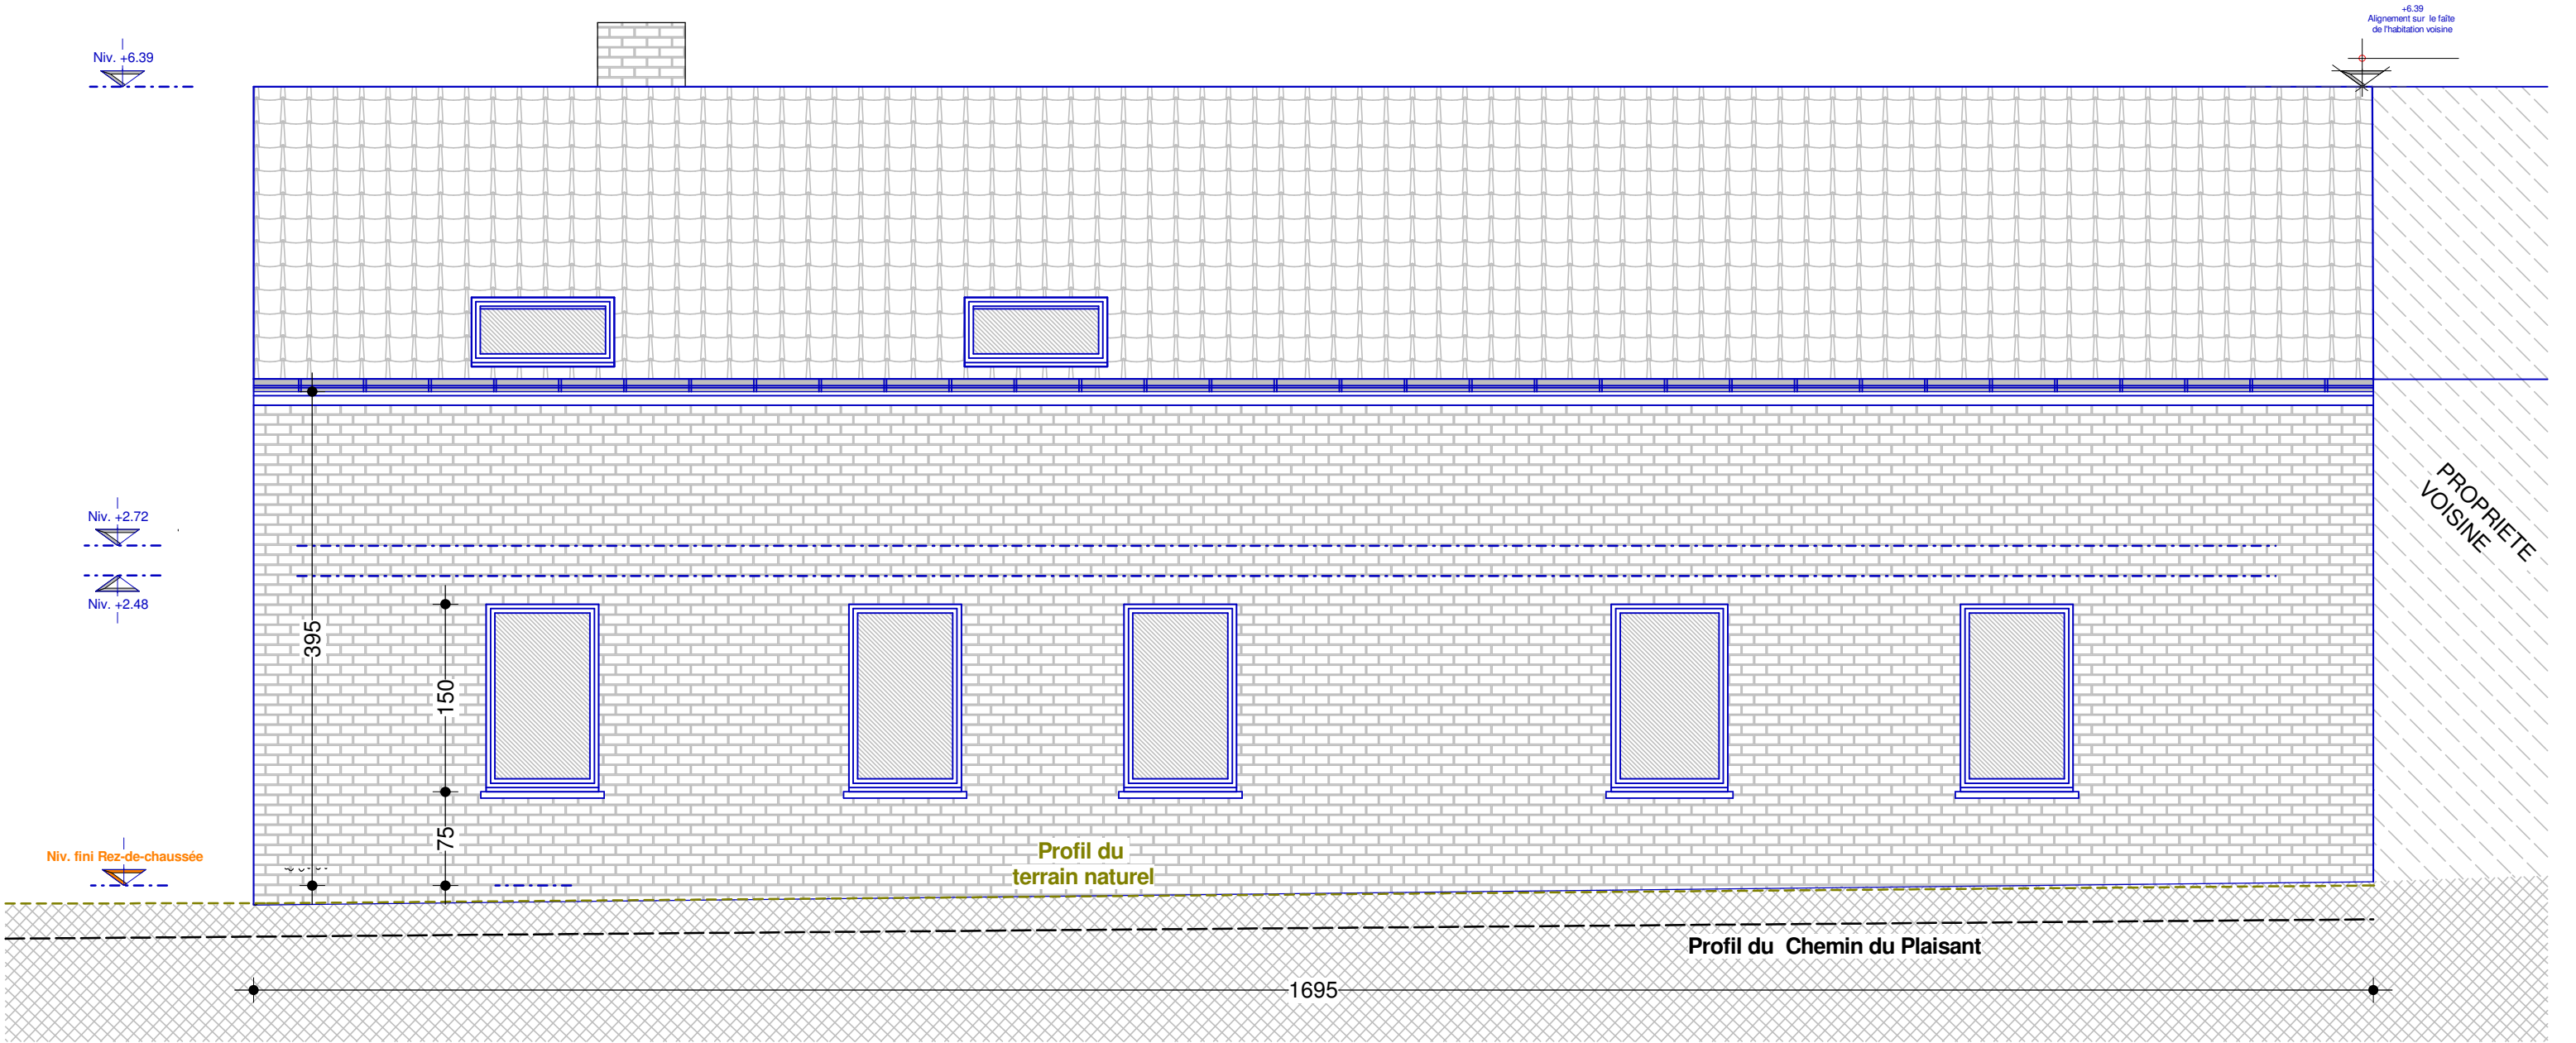 +6.39
Alignement sur le faîte
de l'habitation voisine
Niv. +6.39
Niv. +2.72
Niv. +2.48
395
150
75
PROPRIETE
VOISINE
Niv. fini Rez-de-chaussée
Profil du
terrain naturel
Profil du Chemin du Plaisant
1695